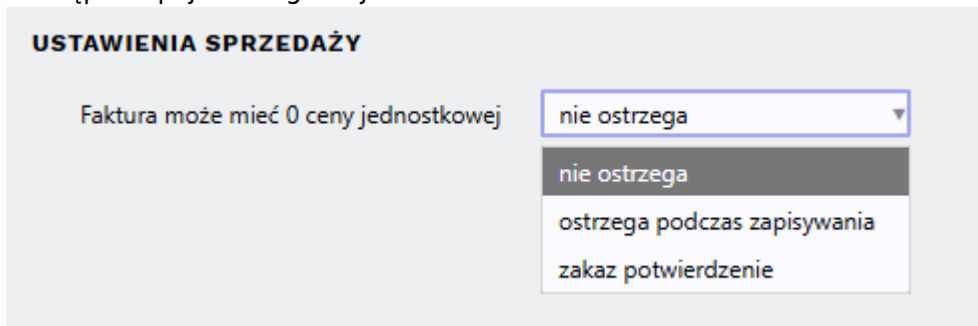 USTAWIENIA SPRZEDAŻY
Faktura może mieć 0 ceny jednostkowej nie ostrzega
nie ostrzega
ostrzega podczas zapisywania
zakaz potwierdzenie